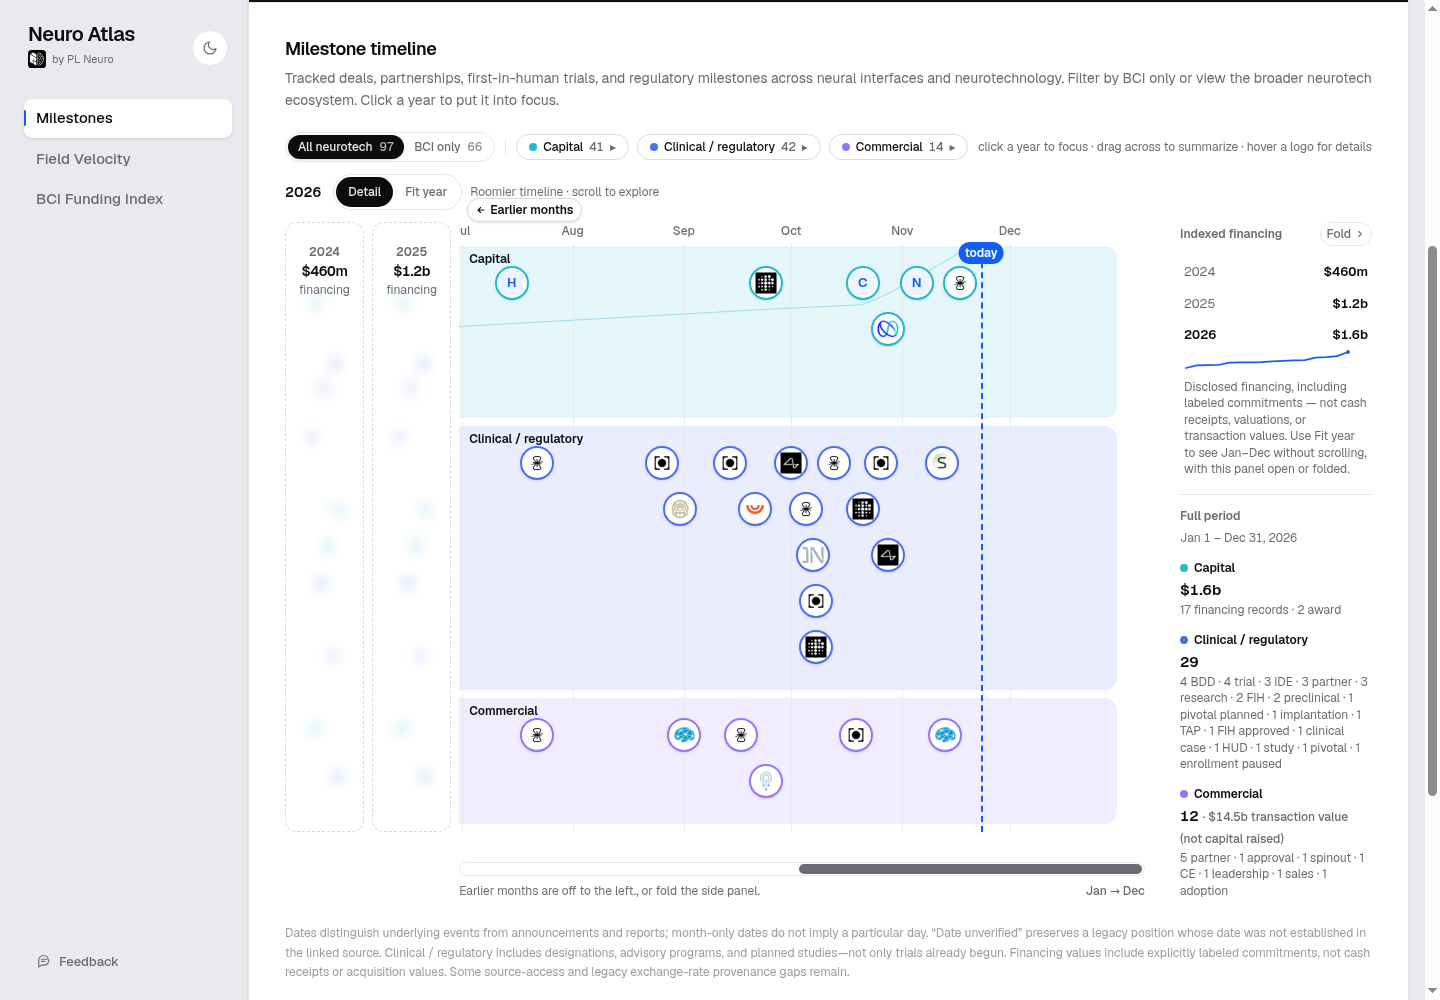 Neuro Atlas
by PL Neuro
Milestones
Field Velocity
BCI Funding Index
Feedback
Milestone timeline
Tracked deals, partnerships, first-in-human trials, and regulatory milestones across neural interfaces and neurotechnology. Filter by BCI only or view the broader neurotech
ecosystem. Click a year to put it into focus.
All neurotech 97 BCI only 66 Capital 41 ▸ Clinical / regulatory 42 ▸ Commercial 14 ▸ click a year to focus · drag across to summarize · hover a logo for details
2026 Detail Fit year Roomier timeline · scroll to explore
← Earlier months
ul Aug Sep Oct Nov Dec
today
2024
$460m
financing
2025
$1.2b
financing
Capital
H C N
Clinical / regulatory
S
IN
Commercial
Earlier months are off to the left., or fold the side panel. Jan → Dec
Indexed financing Fold ›
2024 $460m
2025 $1.2b
2026 $1.6b
Disclosed financing, including
labeled commitments — not cash
receipts, valuations, or
transaction values. Use Fit year
to see Jan–Dec without scrolling,
with this panel open or folded.
Full period
Jan 1 – Dec 31, 2026
Capital
$1.6b
17 financing records · 2 award
Clinical / regulatory
29
4 BDD · 4 trial · 3 IDE · 3 partner · 3
research · 2 FIH · 2 preclinical · 1
pivotal planned · 1 implantation · 1
TAP · 1 FIH approved · 1 clinical
case · 1 HUD · 1 study · 1 pivotal · 1
enrollment paused
Commercial
12 · $14.5b transaction value
(not capital raised)
5 partner · 1 approval · 1 spinout · 1
CE · 1 leadership · 1 sales · 1
adoption
Dates distinguish underlying events from announcements and reports; month-only dates do not imply a particular day. “Date unverified” preserves a legacy position whose date was not established in
the linked source. Clinical / regulatory includes designations, advisory programs, and planned studies—not only trials already begun. Financing values include explicitly labeled commitments, not cash
receipts or acquisition values. Some source-access and legacy exchange-rate provenance gaps remain.